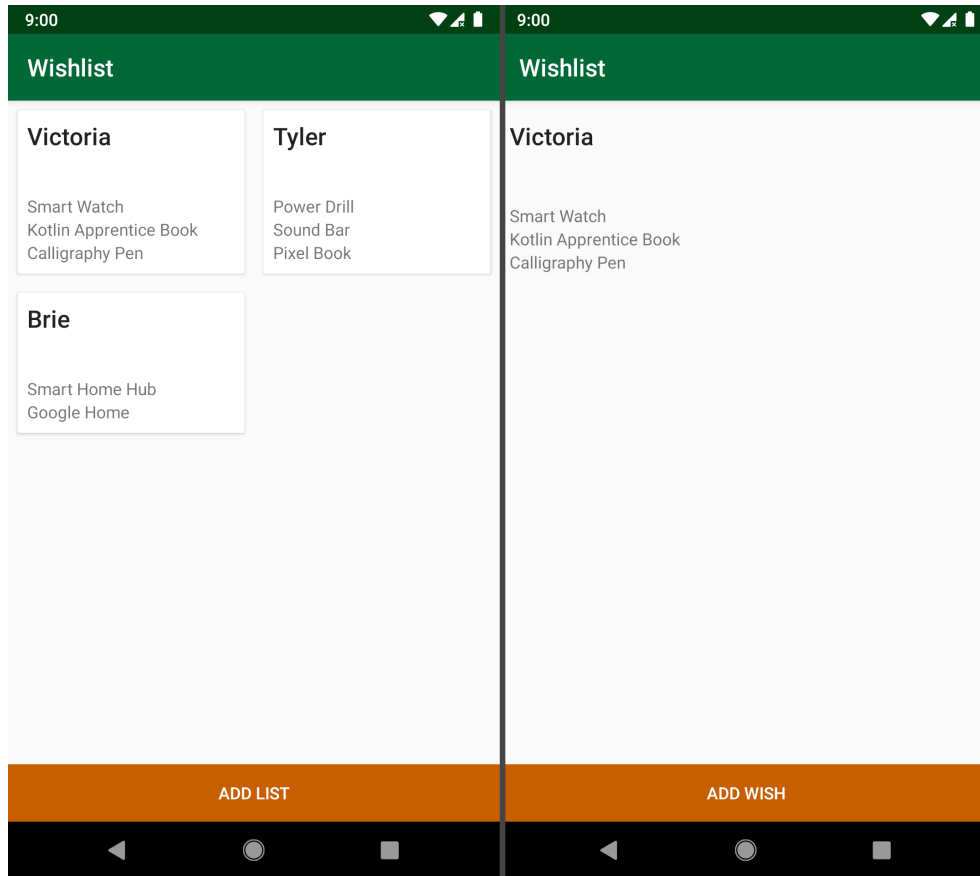 9:00
Wishlist
Victoria
Smart Watch
Kotlin Apprentice Book
Calligraphy Pen
Tyler
Power Drill
Sound Bar
Pixel Book
Brie
Smart Home Hub
Google Home
ADD LIST
9:00
Wishlist
Victoria
Smart Watch
Kotlin Apprentice Book
Calligraphy Pen
ADD WISH